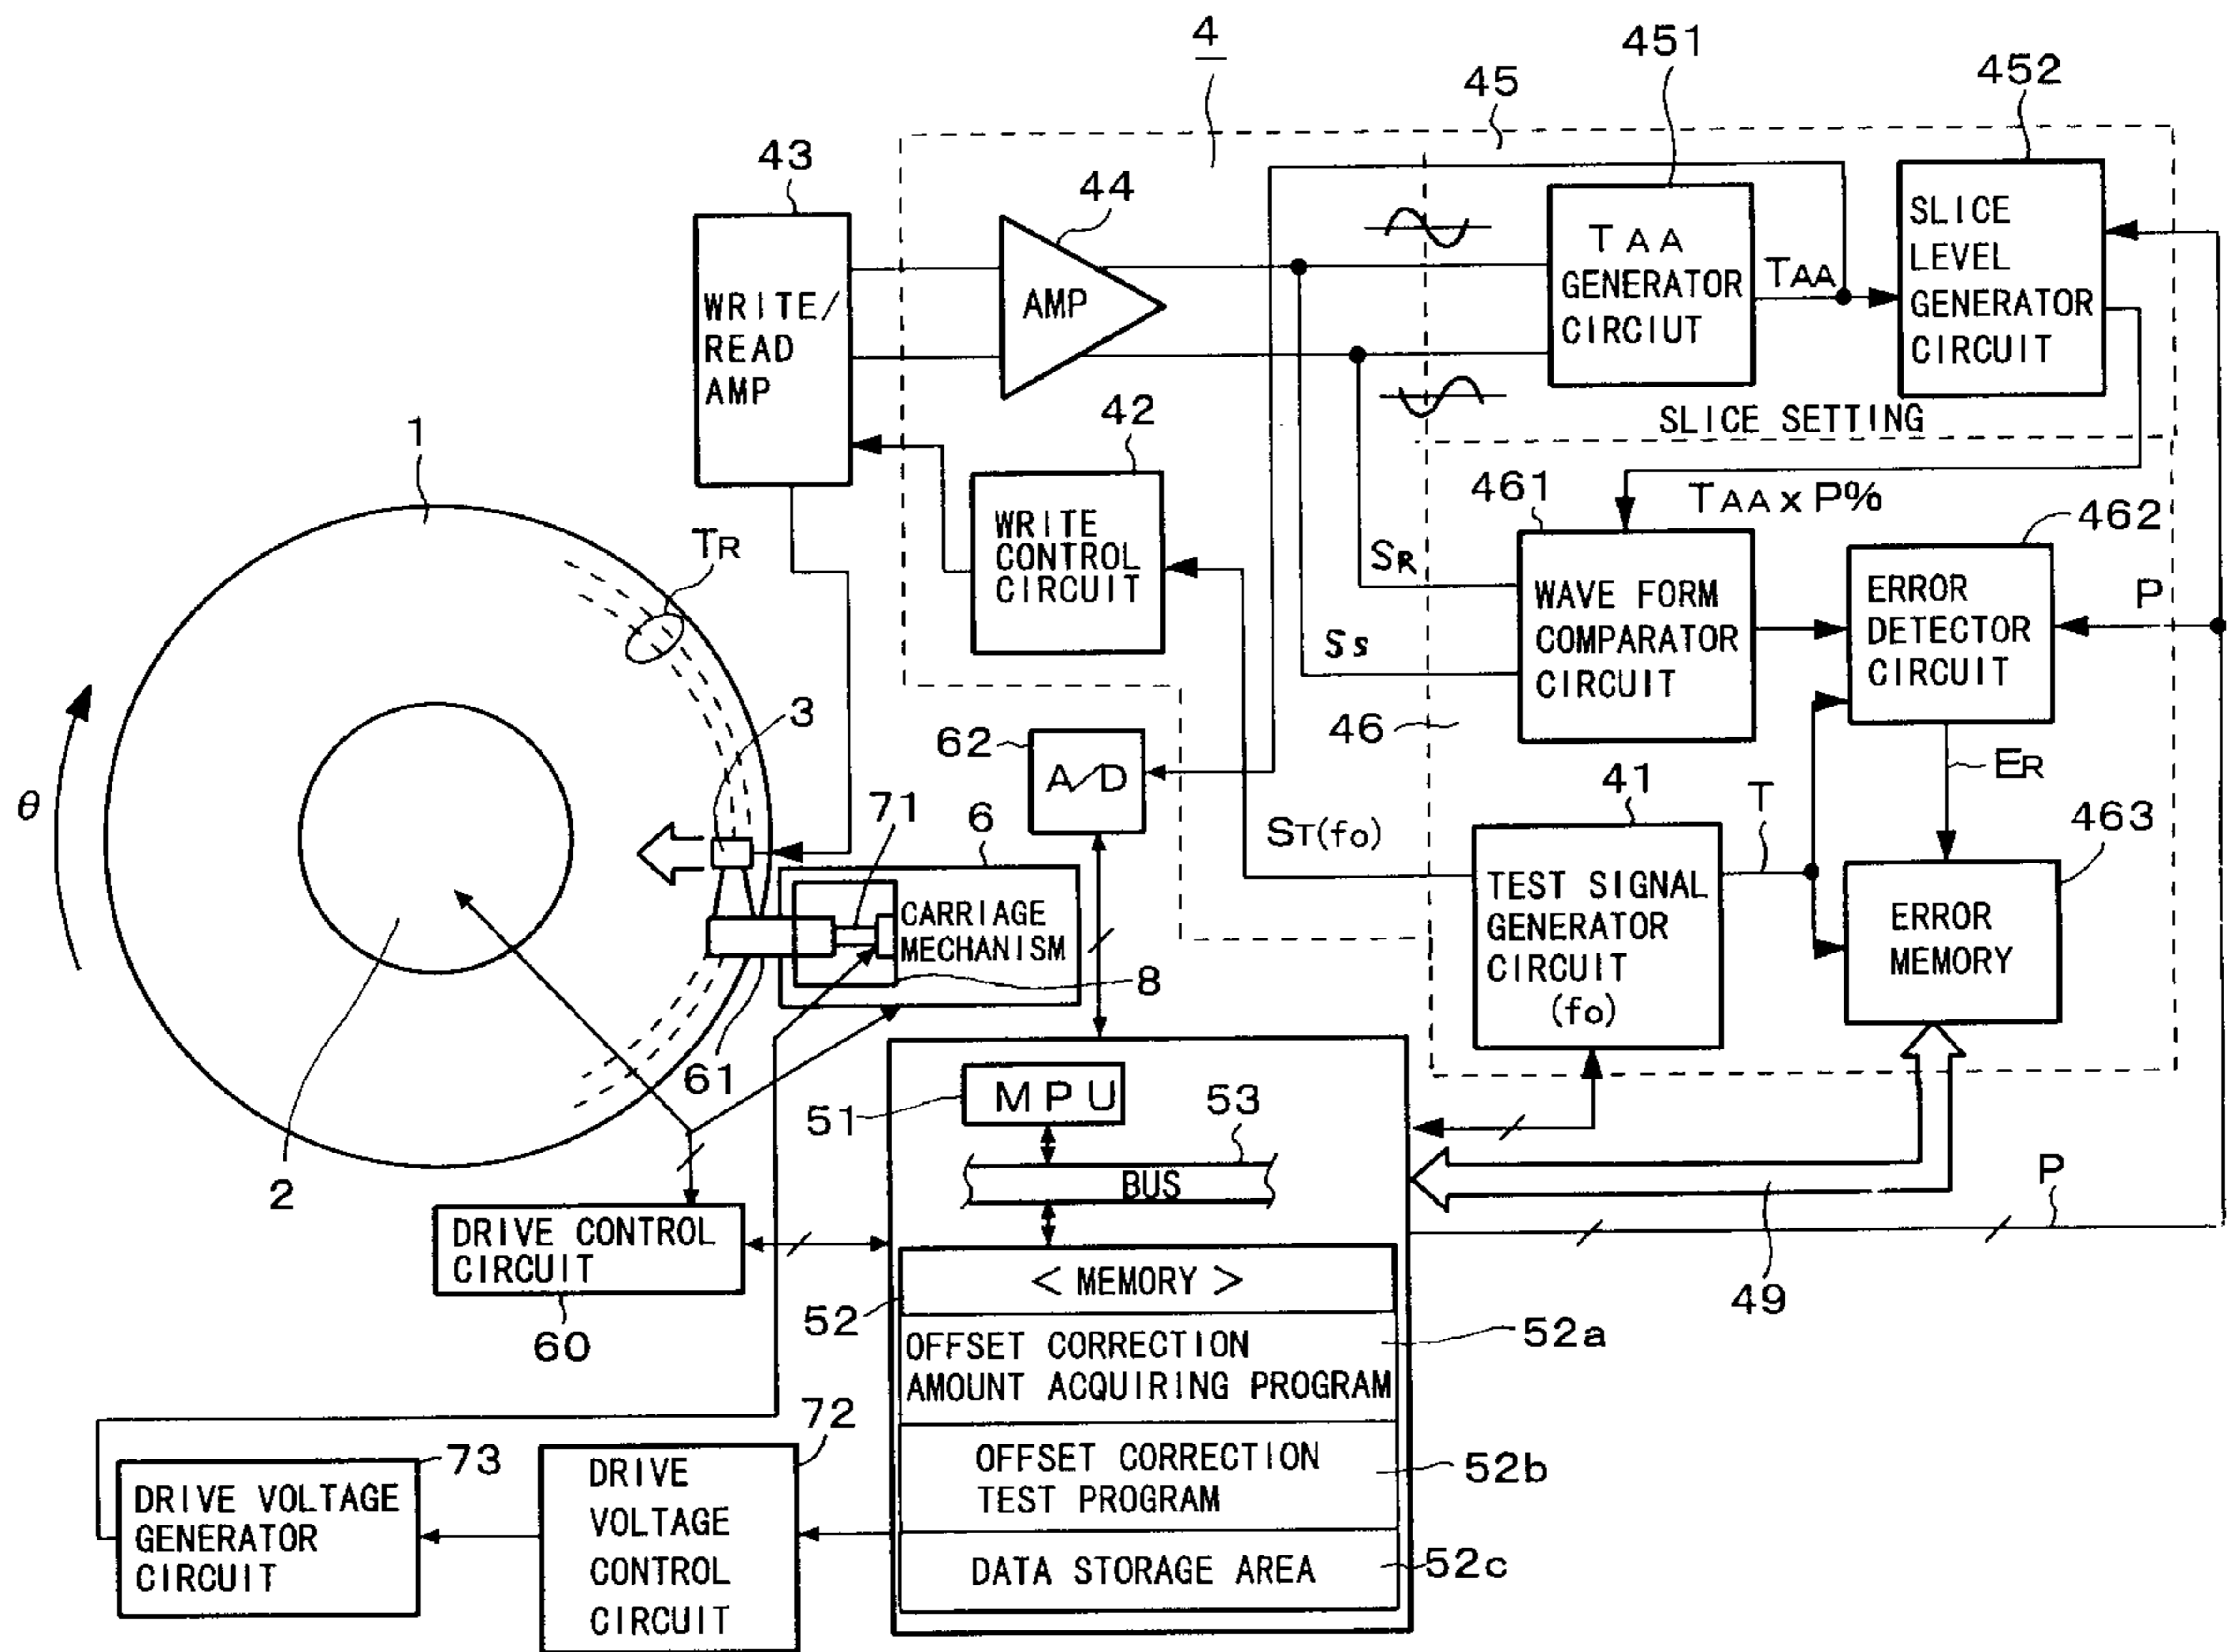 4
451
45
452
43
44
SLICE
LEVEL
GENERATOR
CIRCUIT
TAA
GENERATOR
CIRCIUT
TAA
WRITE/
READ
AMP
AMP
SLICE SETTING
42
1
461
TAA x P%
462
TR
WRITE
CONTROL
CIRCUIT
SR
WAVE FORM
COMPARATOR
CIRCUIT
ERROR
DETECTOR
CIRCUIT
P
Ss
3
62
46
A/D
ER
θ
71
6
41
T
463
ST(fo)
CARRIAGE
MECHANISM
TEST SIGNAL
GENERATOR
CIRCUIT
(fo)
ERROR
MEMORY
8
61
MPU
51
53
2
BUS
P
DRIVE CONTROL
CIRCUIT
< MEMORY >
49
60
52
52a
OFFSET CORRECTION
AMOUNT ACQUIRING PROGRAM
72
73
DRIVE
VOLTAGE
CONTROL
CIRCUIT
OFFSET CORRECTION
TEST PROGRAM
52b
DRIVE VOLTAGE
GENERATOR
CIRCUIT
DATA STORAGE AREA
52c